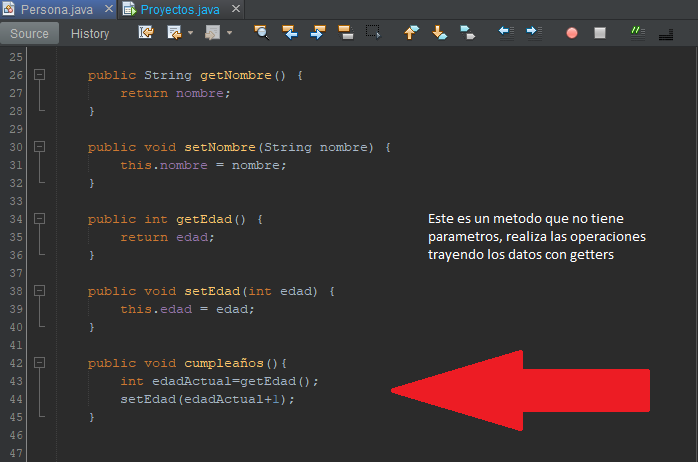 Persona.java Proyectos.java
Source History
25
26 public String getNombre() {
27 return nombre;
28 }
29
30 public void setNombre(String nombre) {
31 this.nombre = nombre;
32 }
33
34 public int getEdad() {
35 return edad;
36 }
37
38 public void setEdad(int edad) {
39 this.edad = edad;
40 }
41
42 public void cumpleaños(){
43 int edadActual=getEdad();
44 setEdad(edadActual+1);
45 }
46
47
Este es un metodo que no tiene
parametros, realiza las operaciones
trayendo los datos con getters